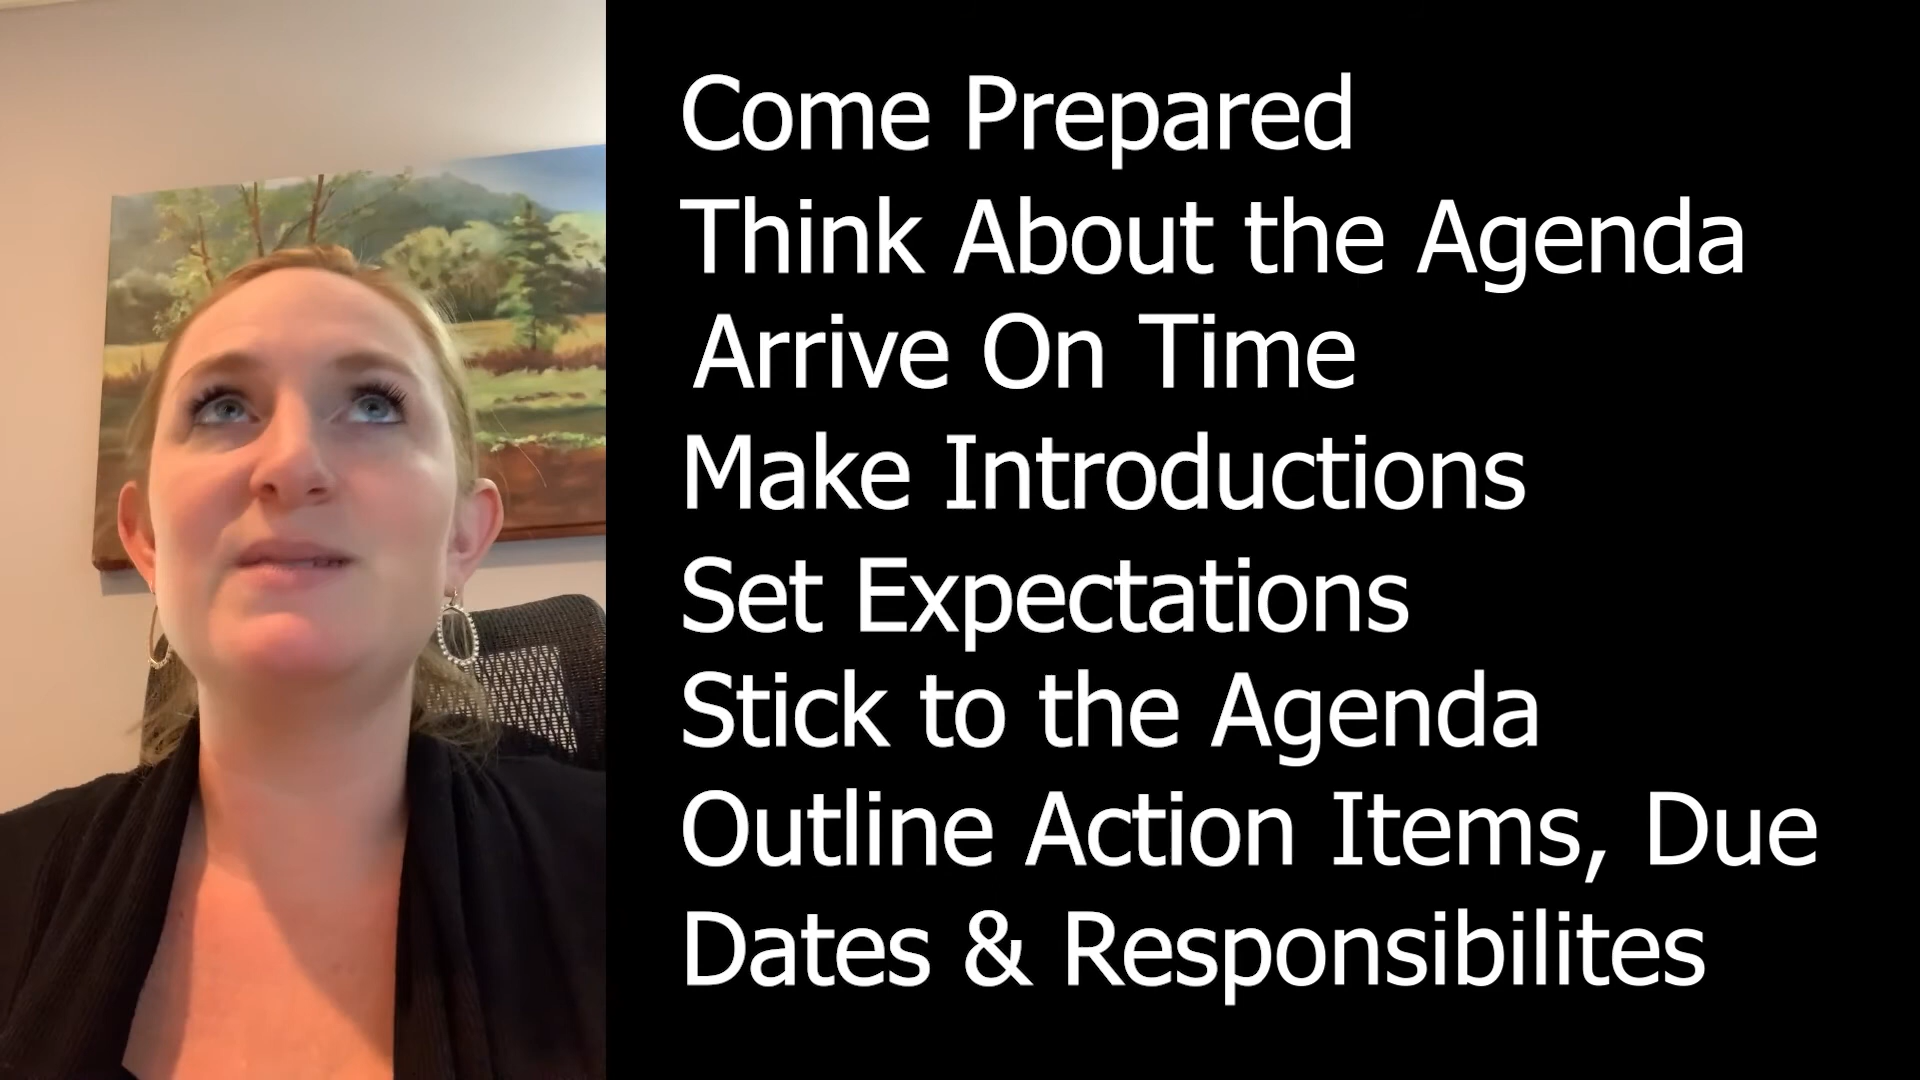 Come Prepared
Think About the Agenda
Arrive On Time
Make Introductions
Set Expectations
Stick to the Agenda
Outline Action Items, Due
Dates & Responsibilites